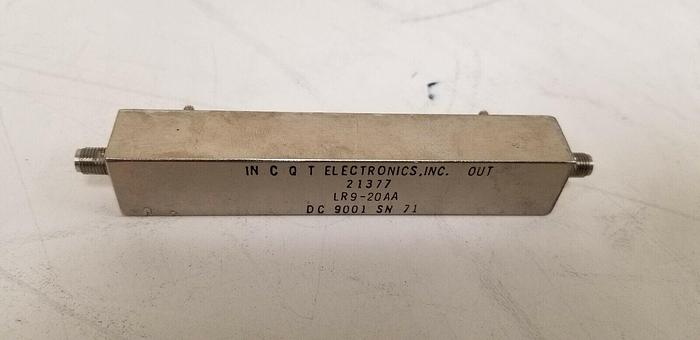 IN C Q T ELECTRONICS,INC. OUT
21377
LR9-20AA
DC 9001 SN 71